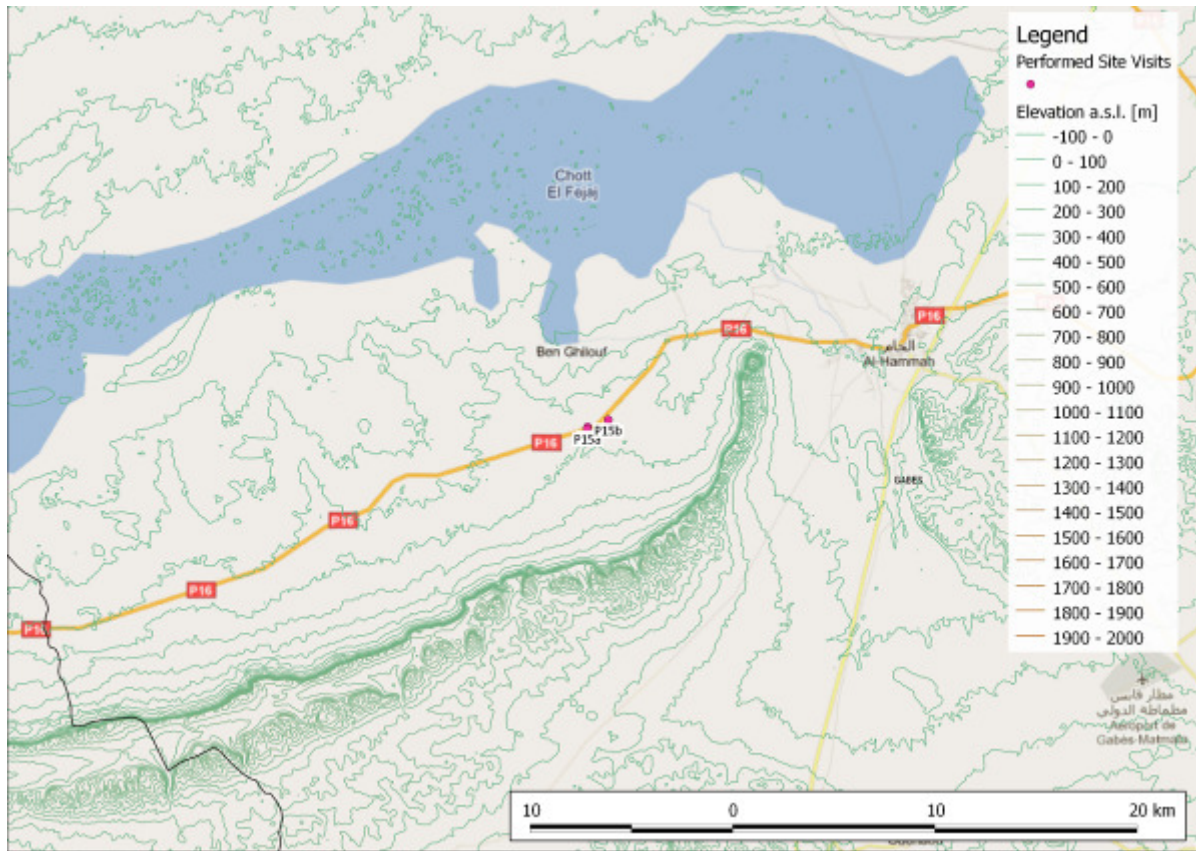 Legend
Performed Site Visits
Elevation a.s.l. [m]
-100 - 0
0 - 100
100 - 200
200 - 300
300 - 400
400 - 500
500 - 600
600 - 700
700 - 800
800 - 900
900 - 1000
1000 - 1100
1100 - 1200
1200 - 1300
1300 - 1400
1400 - 1500
1500 - 1600
1600 - 1700
1700 - 1800
1800 - 1900
1900 - 2000
Chott
El Fejaj
P16
P16
Ben Ghilouf
Al-Hammah
P15b
P15a
P16
GABES
P16
P16
P16
مطار قابس
مطماطة الدولي
Aéroport de
Gabès Matmata
10 0 10 20 km